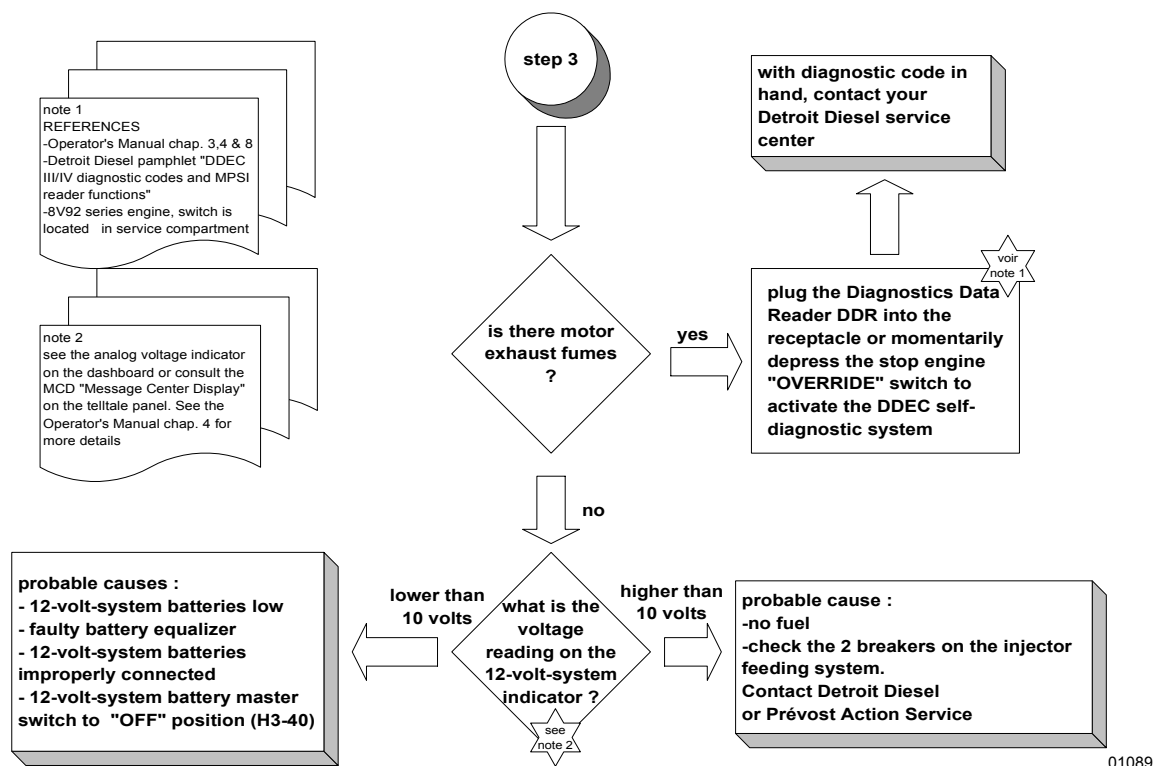 step 3
note 1
REFERENCES
-Operator's Manual chap. 3,4 & 8
-Detroit Diesel pamphlet "DDEC
III/IV diagnostic codes and MPSI
reader functions"
-8V92 series engine, switch is
located in service compartment
with diagnostic code in
hand, contact your
Detroit Diesel service
center
note 2
see the analog voltage indicator
on the dashboard or consult the
MCD "Message Center Display"
on the telltale panel. See the
Operator's Manual chap. 4 for
more details
is there motor
exhaust fumes
?
yes
voir
note 1
plug the Diagnostics Data
Reader DDR into the
receptacle or momentarily
depress the stop engine
"OVERRIDE" switch to
activate the DDEC self-
diagnostic system
no
probable causes :
- 12-volt-system batteries low
- faulty battery equalizer
- 12-volt-system batteries
improperly connected
- 12-volt-system battery master
switch to "OFF" position (H3-40)
lower than
10 volts
what is the
voltage
reading on the
12-volt-system
indicator ?
see
note 2
higher than
10 volts
probable cause :
-no fuel
-check the 2 breakers on the injector
feeding system.
Contact Detroit Diesel
or Prévost Action Service
01089